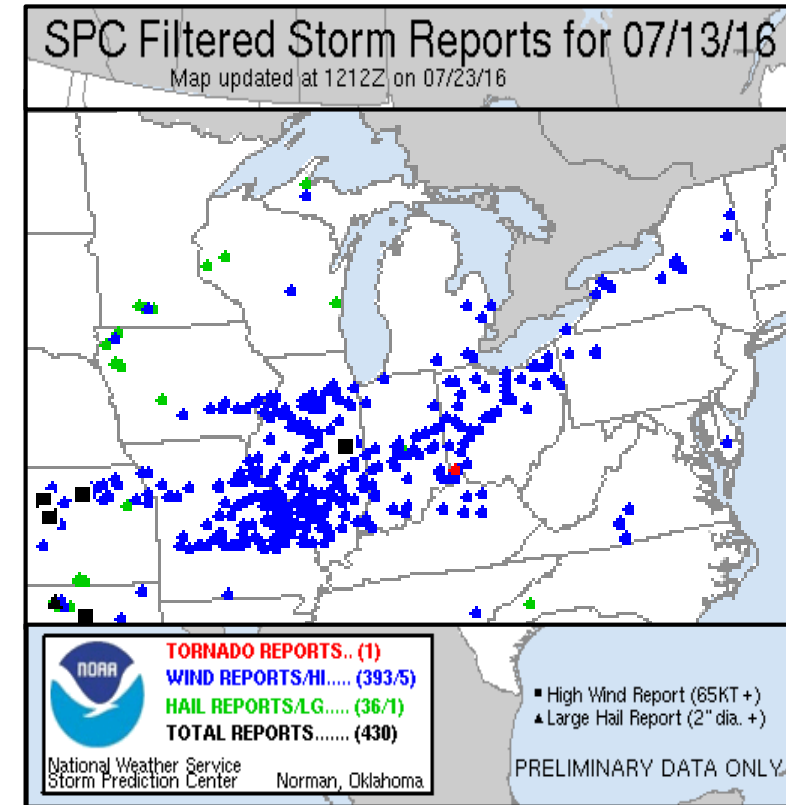 SPC Filtered Storm Reports for 07/13/16
Map updated at 1212Z on 07/23/16
NOAA
TORNADO REPORTS.. (1)
WIND REPORTS/HI..... (393/5)
HAIL REPORTS/LG..... (36/1)
TOTAL REPORTS....... (430)
National Weather Service
Storm Prediction Center Norman, Oklahoma
High Wind Report (65KT +)
Large Hail Report (2" dia. +)
PRELIMINARY DATA ONLY.